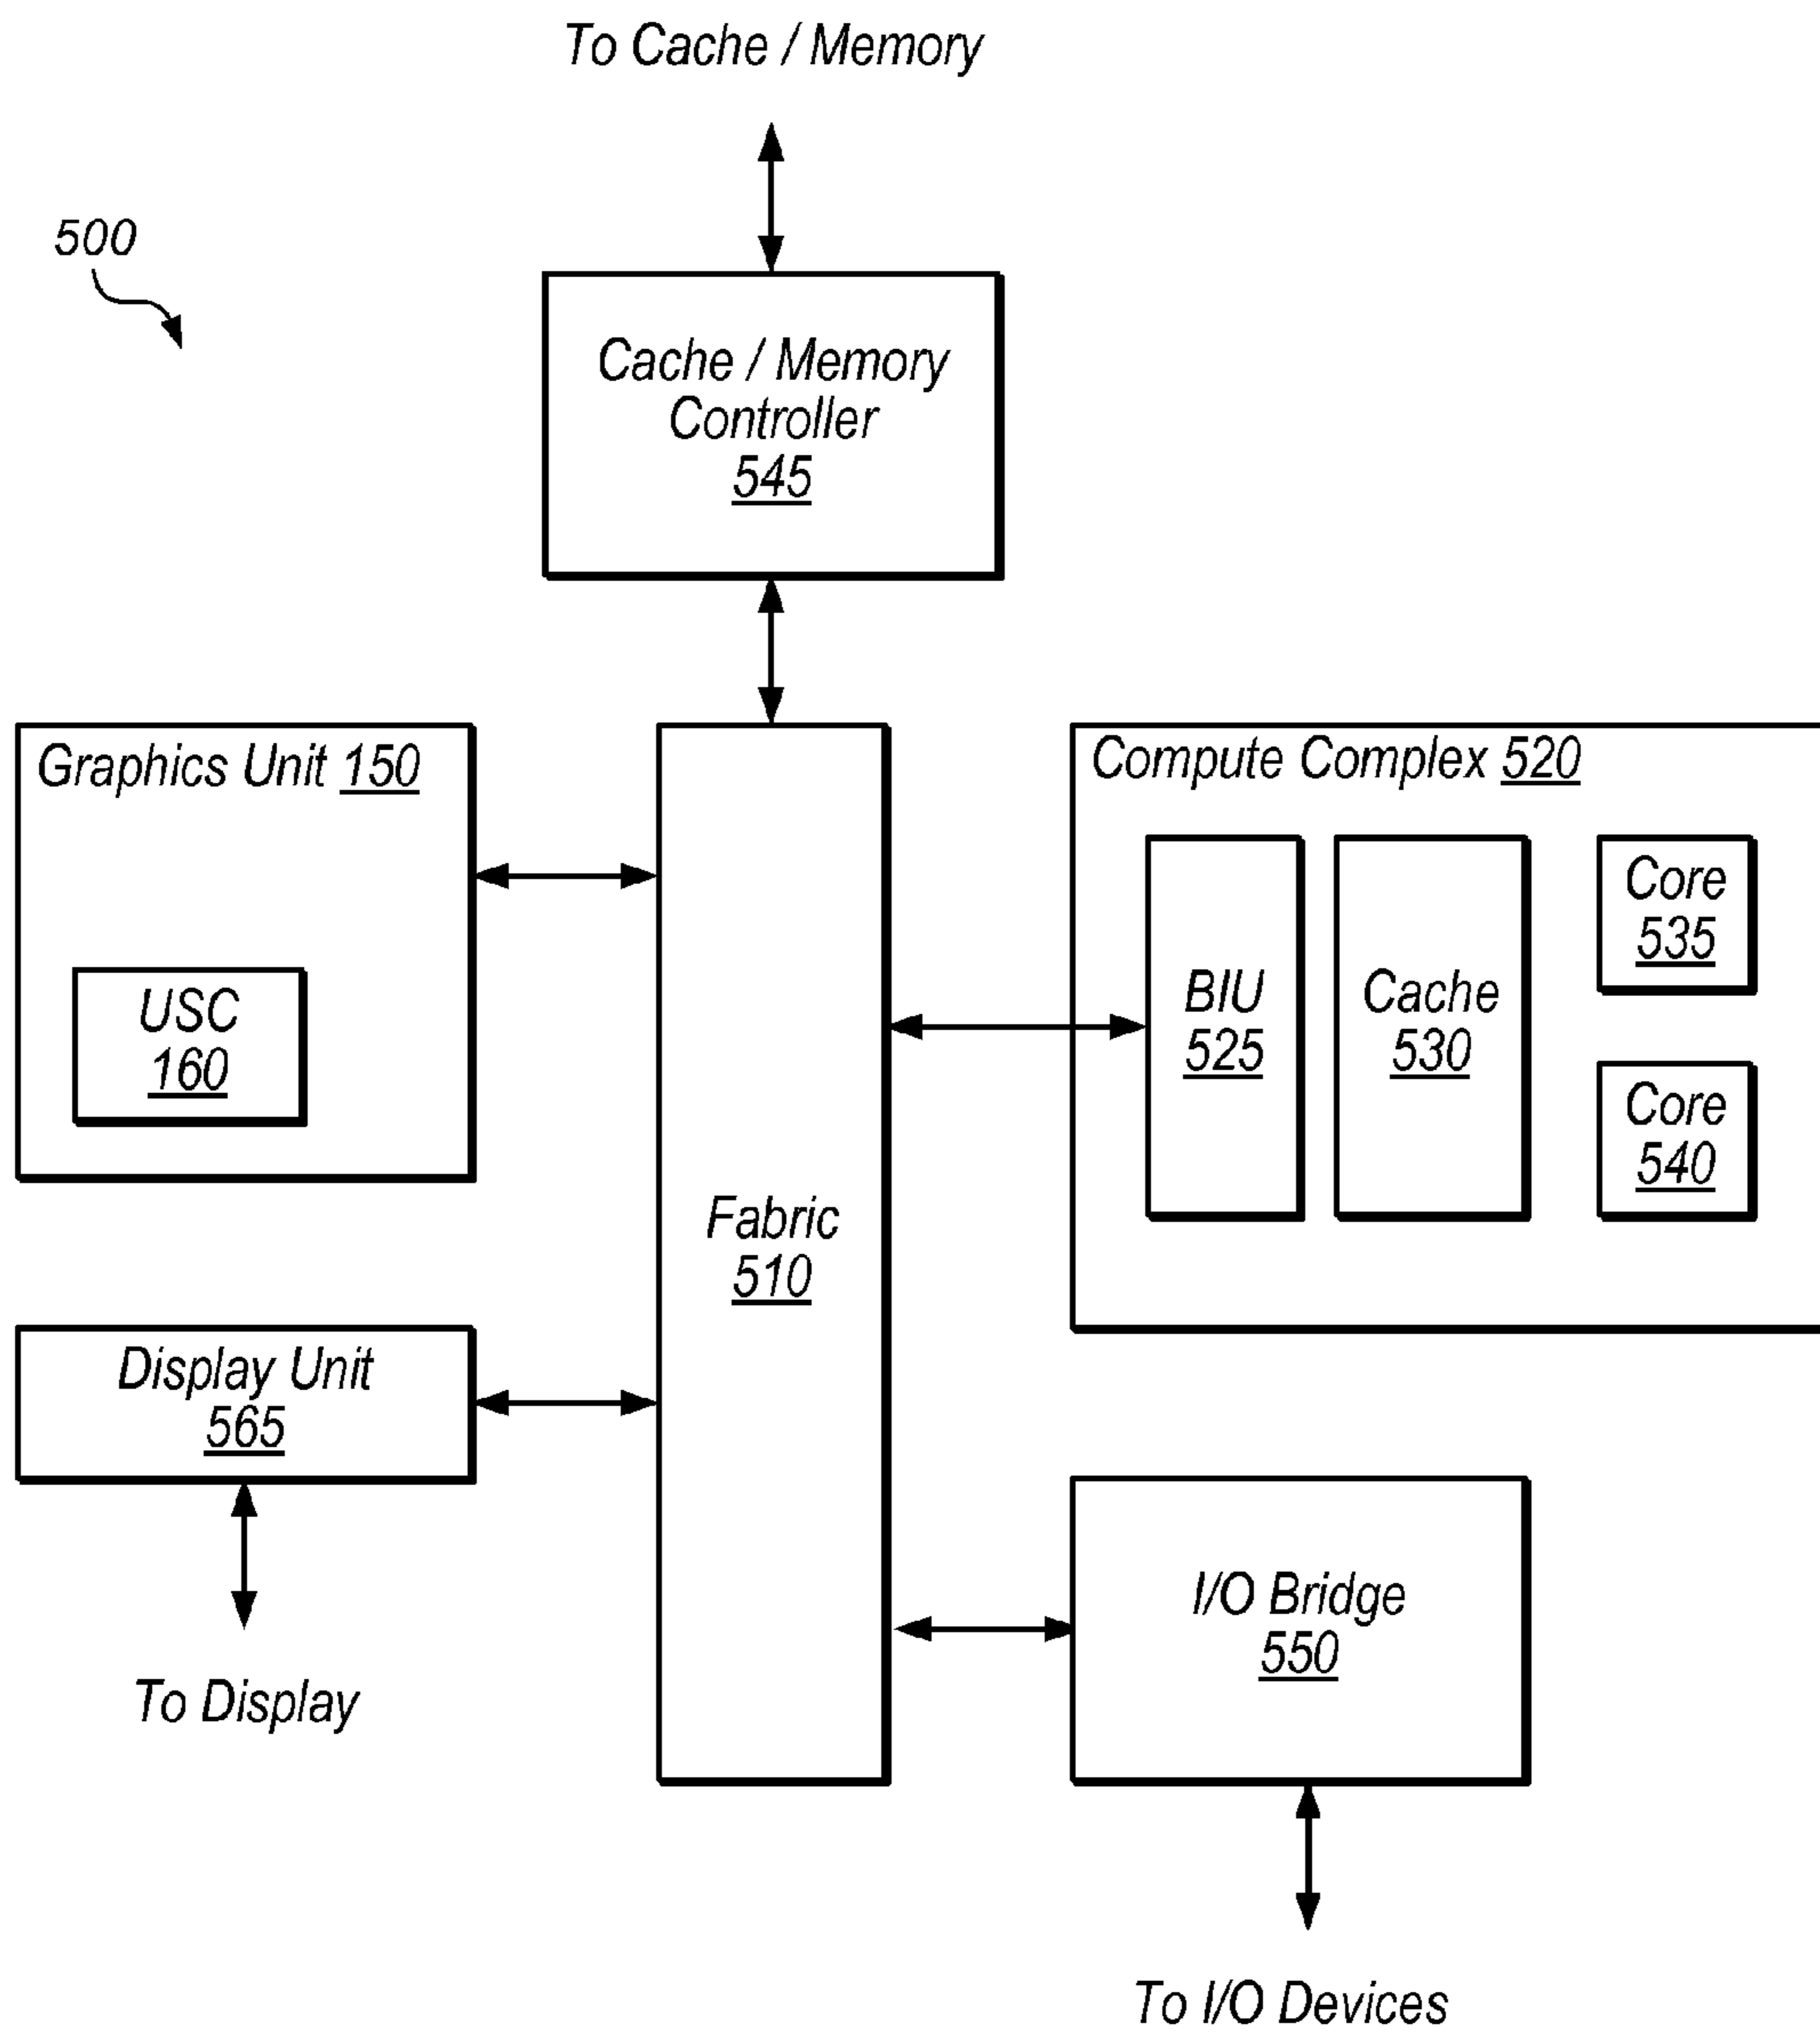 To Cache / Memory
500
Cache / Memory
Controller
545
Graphics Unit 150
USC
160
Fabric
510
Compute Complex 520
BIU
525
Cache
530
Core
535
Core
540
Display Unit
565
To Display
I/O Bridge
550
To I/O Devices